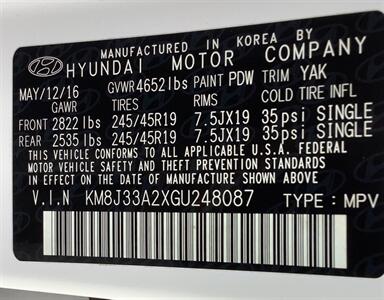 MANUFACTURED IN KOREA BY
HYUNDAI MOTOR COMPANY
MAY/12/16 GVWR 4652lbs PAINT PDW TRIM YAK
GAWR TIRES RIMS COLD TIRE INFL
FRONT 2822 lbs 245/45R19 7.5JX19 35psi SINGLE
REAR 2535 lbs 245/45R19 7.5JX19 35psi SINGLE
THIS VEHICLE CONFORMS TO ALL APPLICABLE U.S.A. FEDERAL
MOTOR VEHICLE SAFETY AND THEFT PREVENTION STANDARDS
IN EFFECT ON THE DATE OF MANUFACTURE SHOWN ABOVE.
V.I.N KM8J33A2XGU248087 TYPE: MPV